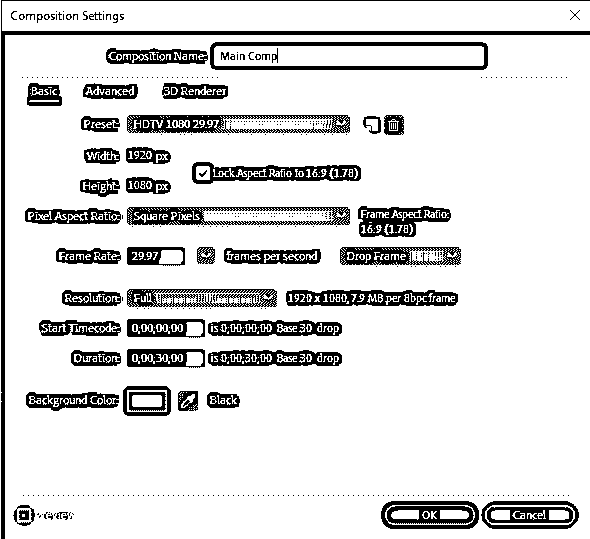 Composition Settings
Composition Name: Main Comp
Basic Advanced 3D Renderer
Preset: HDTV 1080 29.97
Width: 1920 px
Lock Aspect Ratio to 16:9 (1.78)
Height: 1080 px
Pixel Aspect Ratio: Square Pixels Frame Aspect Ratio:
16:9 (1.78)
Frame Rate: 29.97 frames per second Drop Frame
Resolution: Full 1920 x 1080, 7.9 MB per 8bpc frame
Start Timecode: 0;00;00;00 is 0;00;00;00 Base 30 drop
Duration: 0;00;30;00 is 0;00;30;00 Base 30 drop
Background Color: Black
OK Cancel